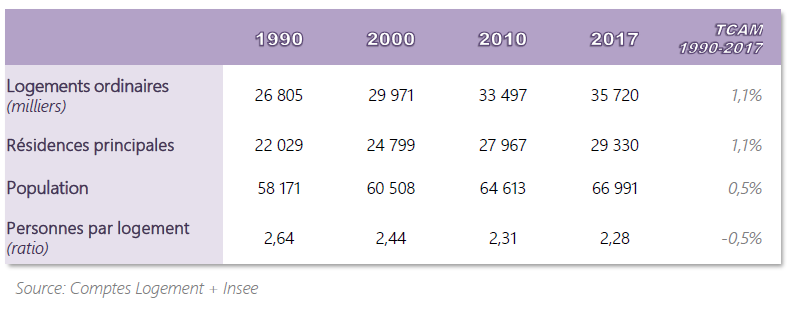 1990 2000 2010 2017 TCAM
1990-2017
Logements ordinaires
(milliers) 26 805 29 971 33 497 35 720 1,1%
Résidences principales 22 029 24 799 27 967 29 330 1,1%
Population 58 171 60 508 64 613 66 991 0,5%
Personnes par logement
(ratio) 2,64 2,44 2,31 2,28 -0,5%
Source: Comptes Logement + Insee